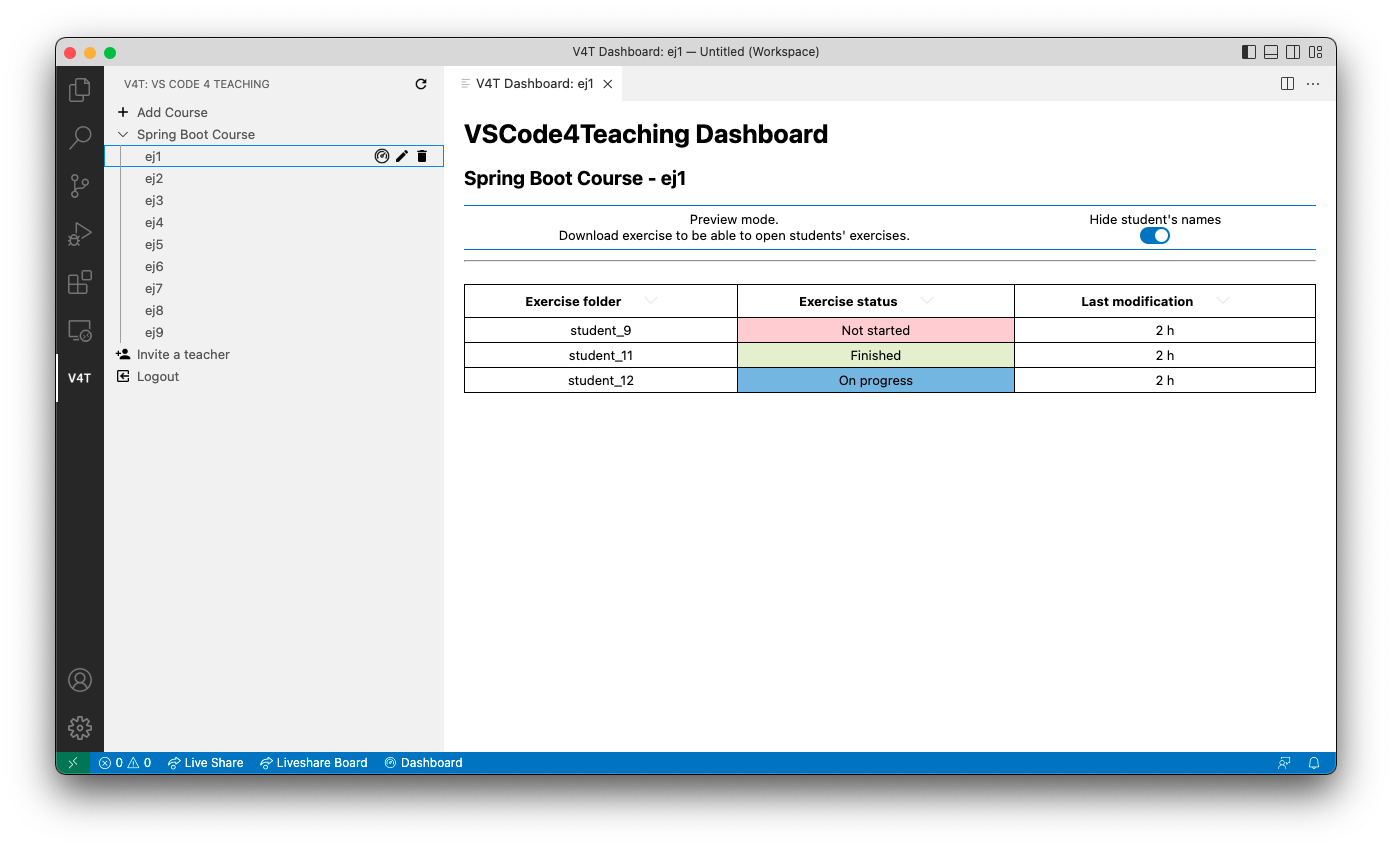 V4T Dashboard: ej1 — Untitled (Workspace)
V4T: VS CODE 4 TEACHING
Add Course
Spring Boot Course
ej1
ej2
ej3
ej4
ej5
ej6
ej7
ej8
ej9
Invite a teacher
Logout
V4T
V4T Dashboard: ej1
VSCode4Teaching Dashboard
Spring Boot Course - ej1
Preview mode.
Download exercise to be able to open students' exercises.
Hide student's names
Exercise folder Exercise status Last modification
student_9 Not started 2 h
student_11 Finished 2 h
student_12 On progress 2 h
0 0 Live Share Liveshare Board Dashboard